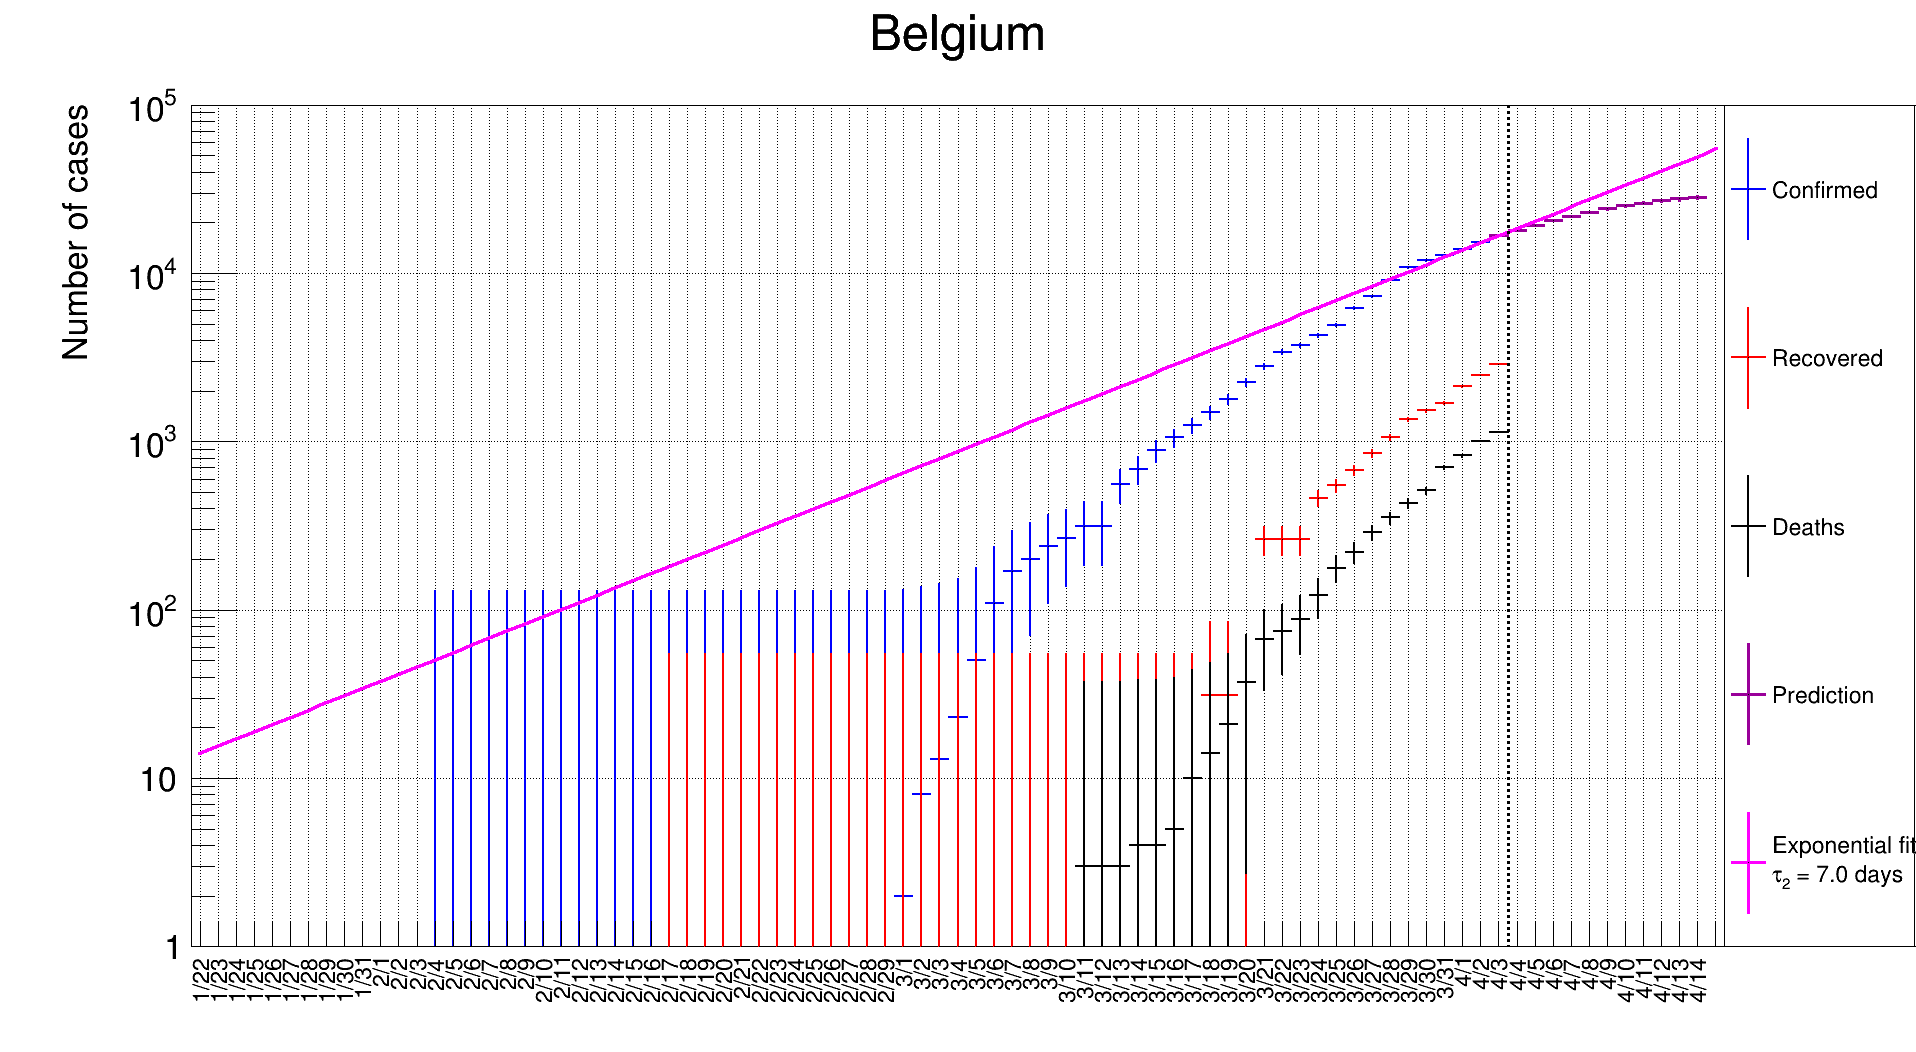 Belgium
Number of cases
10^5
10^4
10^3
10^2
10
1
1/22 1/23 1/24 1/25 1/26 1/27 1/28 1/29 1/30 1/31 2/1 2/2 2/3 2/4 2/5 2/6 2/7 2/8 2/9 2/10 2/11 2/12 2/13 2/14 2/15 2/16 2/17 2/18 2/19 2/20 2/21 2/22 2/23 2/24 2/25 2/26 2/27 2/28 2/29 3/1 3/2 3/3 3/4 3/5 3/6 3/7 3/8 3/9 3/10 3/11 3/12 3/13 3/14 3/15 3/16 3/17 3/18 3/19 3/20 3/21 3/22 3/23 3/24 3/25 3/26 3/27 3/28 3/29 3/30 3/31 4/1 4/2 4/3 4/4 4/5 4/6 4/7 4/8 4/9 4/10 4/11 4/12 4/13 4/14
Confirmed
Recovered
Deaths
Prediction
Exponential fit
τ₂ = 7.0 days